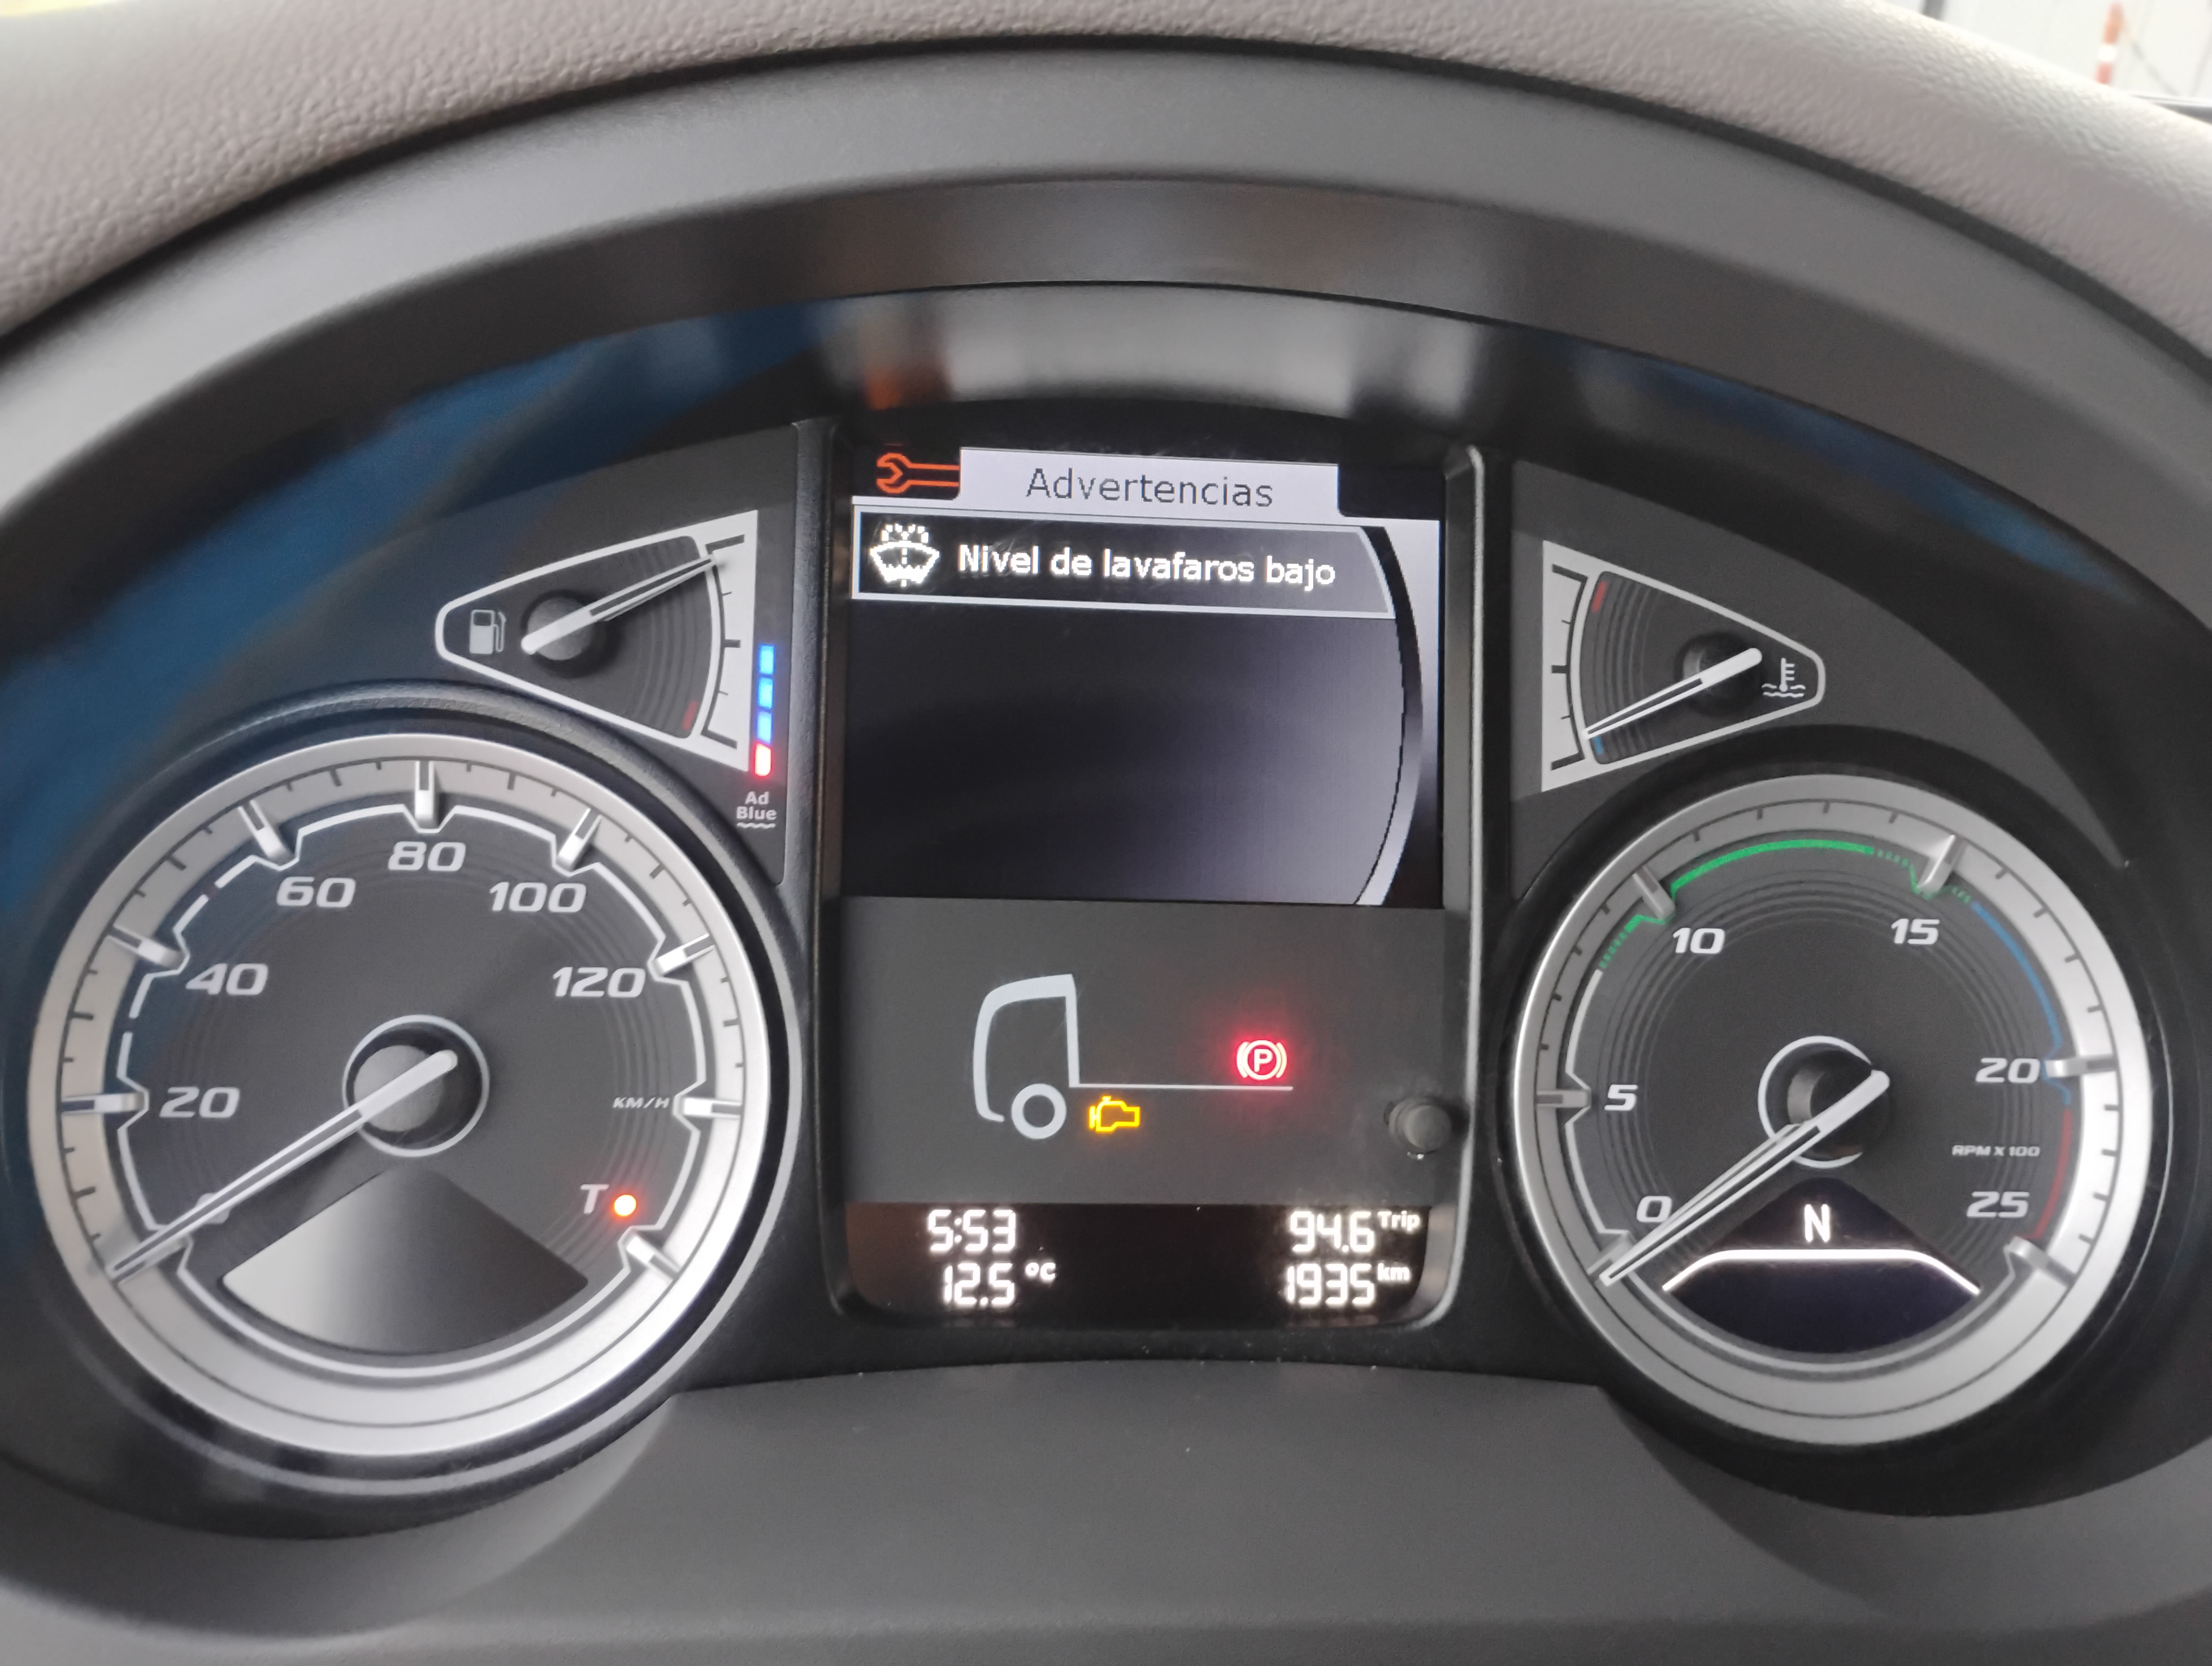 Advertencias
Nivel de lavafaros bajo
Ad
Blue
20
40
60
80
100
120
KM/H
T
P
5:53
94.6 Trip
12.5 °C
1935 km
0
5
10
15
20
25
RPM X 100
N